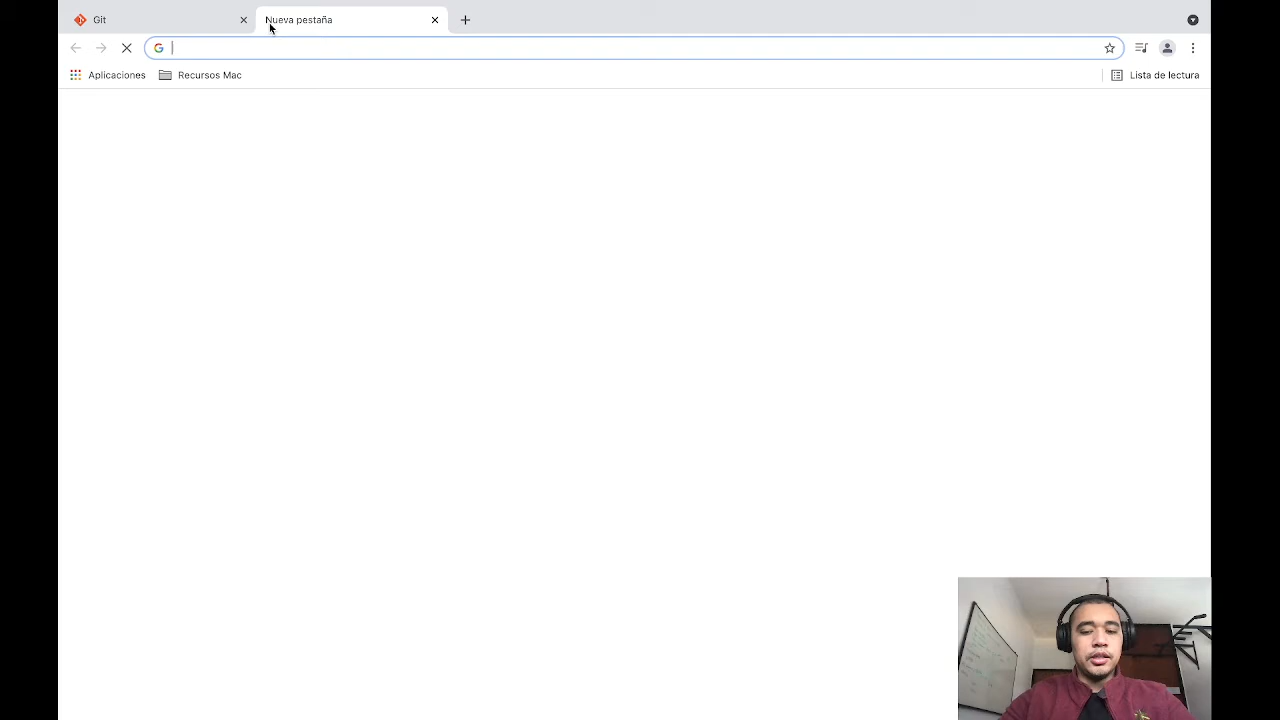 Git
Nueva pestaña
Aplicaciones
Recursos Mac
Lista de lectura